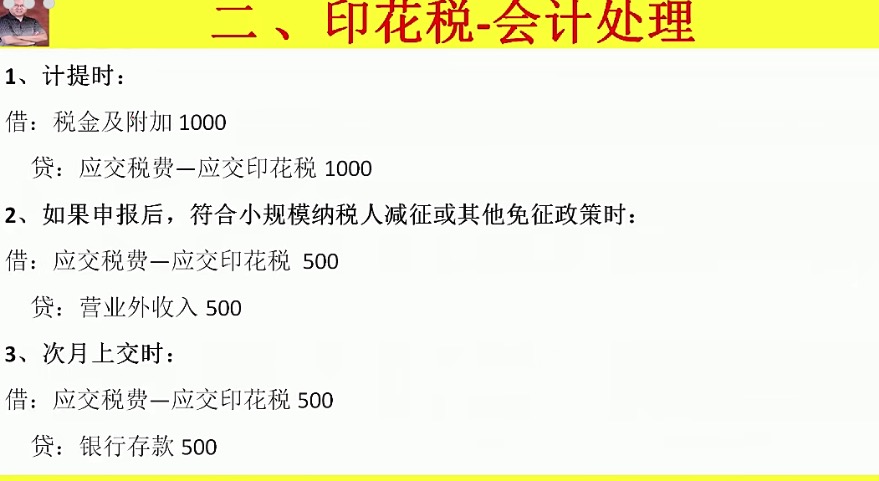 二、印花税-会计处理
1、计提时：
借：税金及附加 1000
贷：应交税费—应交印花税 1000
2、如果申报后，符合小规模纳税人减征或其他免征政策时：
借：应交税费—应交印花税 500
贷：营业外收入 500
3、次月上交时：
借：应交税费—应交印花税 500
贷：银行存款 500